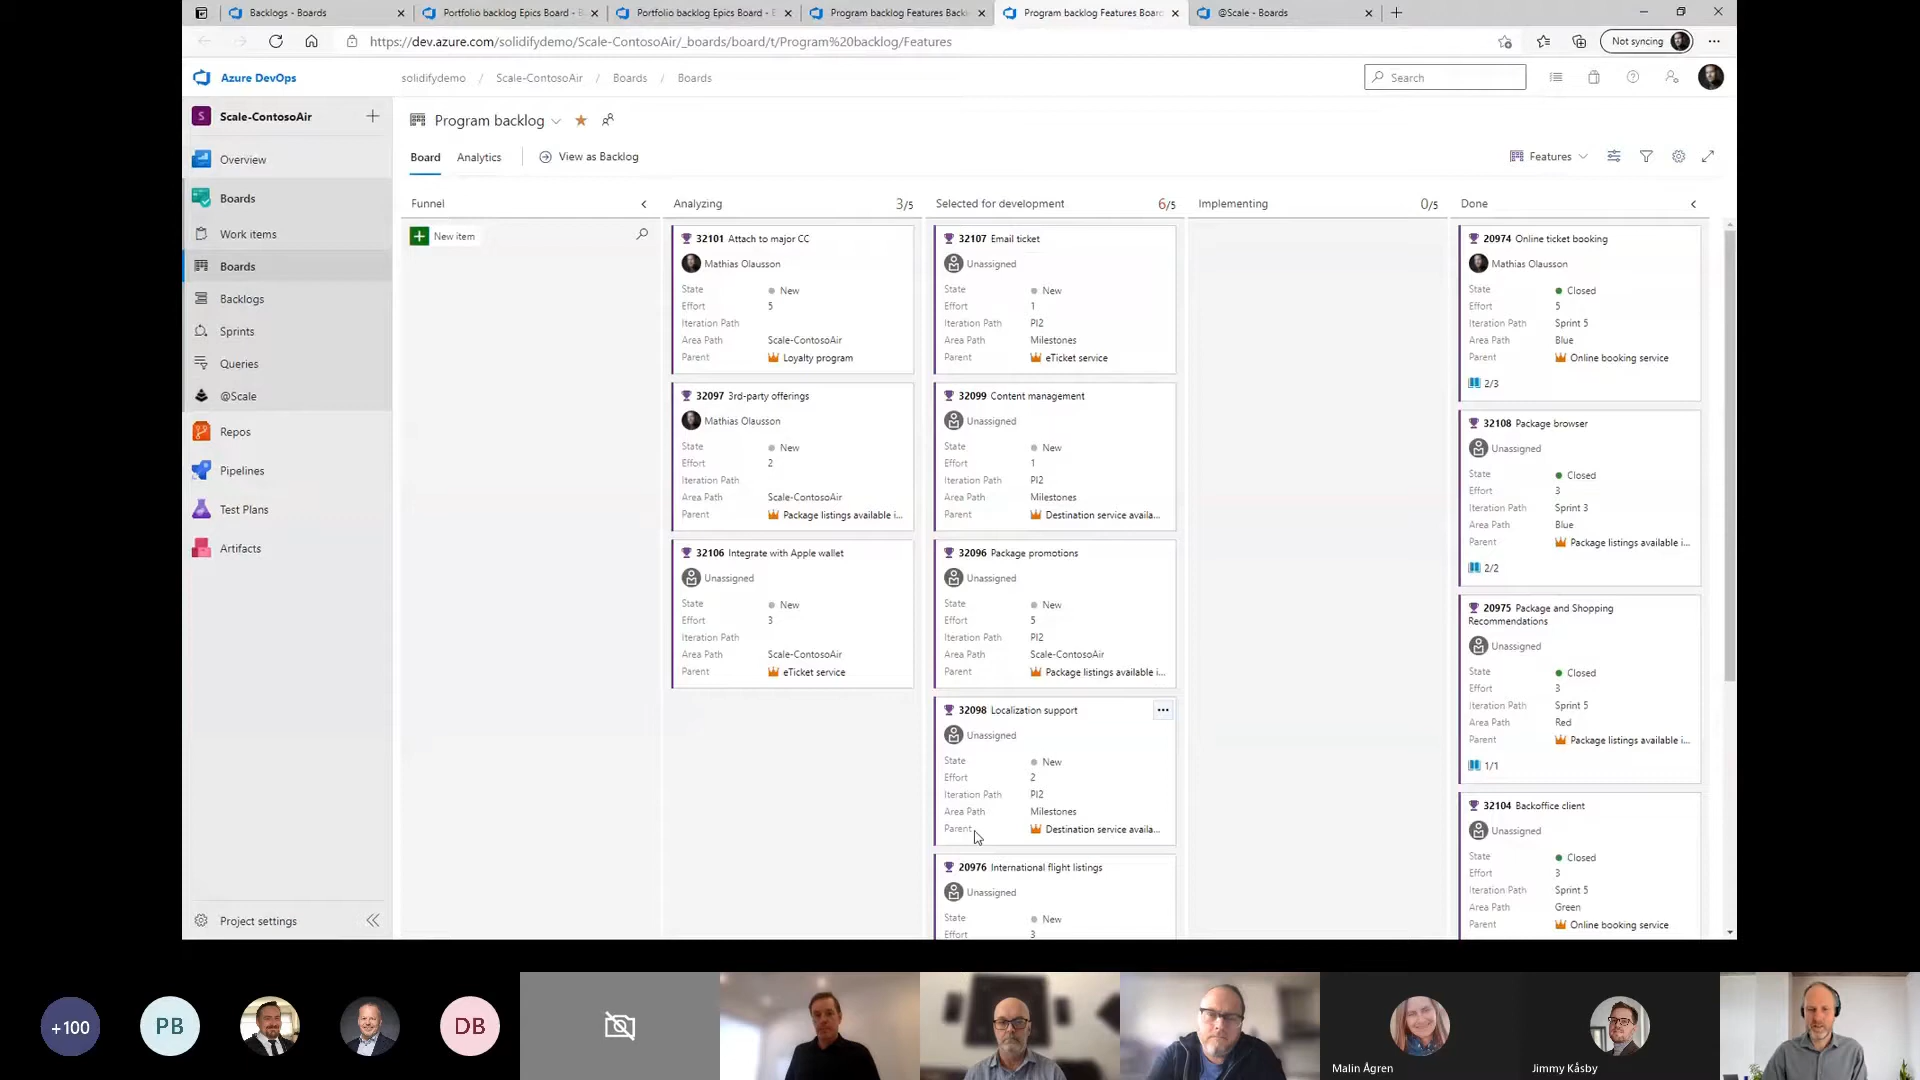 Backlogs - Boards
Portfolio backlog Epics Board - B
Portfolio backlog Epics Board - E
Program backlog Features Backl
Program backlog Features Board
@Scale - Boards
https://dev.azure.com/solidifydemo/Scale-ContosoAir/_boards/board/t/Program%20backlog/Features
Not syncing
Azure DevOps
solidifydemo / Scale-ContosoAir / Boards / Boards
Search
S Scale-ContosoAir
Overview
Boards
Work items
Boards
Backlogs
Sprints
Queries
@Scale
Repos
Pipelines
Test Plans
Artifacts
Project settings
Program backlog
Board Analytics View as Backlog
Features
Funnel
New item
Analyzing 3/5
32101 Attach to major CC
Mathias Olausson
State New
Effort 5
Iteration Path
Area Path Scale-ContosoAir
Parent Loyalty program
32097 3rd-party offerings
Mathias Olausson
State New
Effort 2
Iteration Path
Area Path Scale-ContosoAir
Parent Package listings available i...
32106 Integrate with Apple wallet
Unassigned
State New
Effort 3
Iteration Path
Area Path Scale-ContosoAir
Parent eTicket service
Selected for development 6/5
32107 Email ticket
Unassigned
State New
Effort 1
Iteration Path PI2
Area Path Milestones
Parent eTicket service
32099 Content management
Unassigned
State New
Effort 1
Iteration Path PI2
Area Path Milestones
Parent Destination service availa...
32096 Package promotions
Unassigned
State New
Effort 5
Iteration Path PI2
Area Path Scale-ContosoAir
Parent Package listings available i...
32098 Localization support
Unassigned
State New
Effort 2
Iteration Path PI2
Area Path Milestones
Parent Destination service availa...
20976 International flight listings
Unassigned
State New
Effort 3
Implementing 0/5
Done
20974 Online ticket booking
Mathias Olausson
State Closed
Effort 5
Iteration Path Sprint 5
Area Path Blue
Parent Online booking service
2/3
32108 Package browser
Unassigned
State Closed
Effort 3
Iteration Path Sprint 3
Area Path Blue
Parent Package listings available i...
2/2
20975 Package and Shopping
Recommendations
Unassigned
State Closed
Effort 3
Iteration Path Sprint 5
Area Path Red
Parent Package listings available i...
1/1
32104 Backoffice client
Unassigned
State Closed
Effort 3
Iteration Path Sprint 5
Area Path Green
Parent Online booking service
+100
PB
DB
Malin Ågren
Jimmy Kåsby